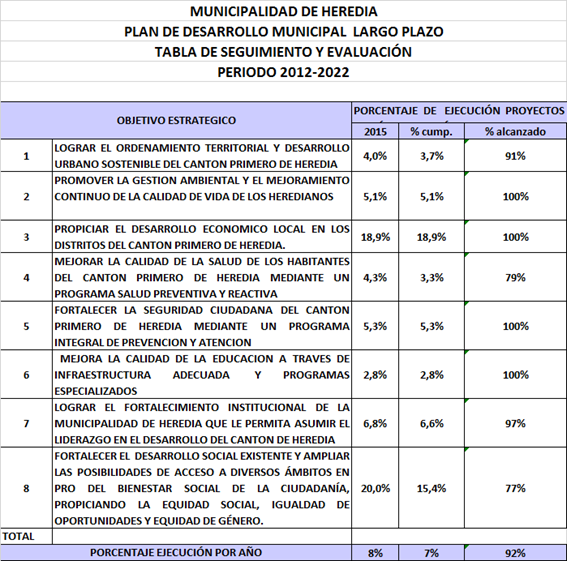 MUNICIPALIDAD DE HEREDIA
PLAN DE DESARROLLO MUNICIPAL LARGO PLAZO
TABLA DE SEGUIMIENTO Y EVALUACIÓN
PERIODO 2012-2022
OBJETIVO ESTRATEGICO
PORCENTAJE DE EJECUCIÓN PROYECTOS
2015 % cump. % alcanzado
1 LOGRAR EL ORDENAMIENTO TERRITORIAL Y DESARROLLO
URBANO SOSTENIBLE DEL CANTON PRIMERO DE HEREDIA
4,0% 3,7% 91%
2 PROMOVER LA GESTION AMBIENTAL Y EL MEJORAMIENTO
CONTINUO DE LA CALIDAD DE VIDA DE LOS HEREDIANOS
5,1% 5,1% 100%
3 PROPICIAR EL DESARROLLO ECONOMICO LOCAL EN LOS
DISTRITOS DEL CANTON PRIMERO DE HEREDIA.
18,9% 18,9% 100%
4 MEJORAR LA CALIDAD DE LA SALUD DE LOS HABITANTES
DEL CANTON PRIMERO DE HEREDIA MEDIANTE UN
PROGRAMA SALUD PREVENTIVA Y REACTIVA
4,3% 3,3% 79%
5 FORTALECER LA SEGURIDAD CIUDADANA DEL CANTON
PRIMERO DE HEREDIA MEDIANTE UN PROGRAMA
INTEGRAL DE PREVENCION Y ATENCION
5,3% 5,3% 100%
6 MEJORA LA CALIDAD DE LA EDUCACION A TRAVES DE
INFRAESTRUCTURA ADECUADA Y PROGRAMAS
ESPECIALIZADOS
2,8% 2,8% 100%
7 LOGRAR EL FORTALECIMIENTO INSTITUCIONAL DE LA
MUNICIPALIDAD DE HEREDIA QUE LE PERMITA ASUMIR EL
LIDERAZGO EN EL DESARROLLO DEL CANTON DE HEREDIA
6,8% 6,6% 97%
8 FORTALECER EL DESARROLLO SOCIAL EXISTENTE Y AMPLIAR
LAS POSIBILIDADES DE ACCESO A DIVERSOS ÁMBITOS EN
PRO DEL BIENESTAR SOCIAL DE LA CIUDADANÍA,
PROPICIANDO LA EQUIDAD SOCIAL, IGUALDAD DE
OPORTUNIDADES Y EQUIDAD DE GÉNERO.
20,0% 15,4% 77%
TOTAL
PORCENTAJE EJECUCIÓN POR AÑO 8% 7% 92%